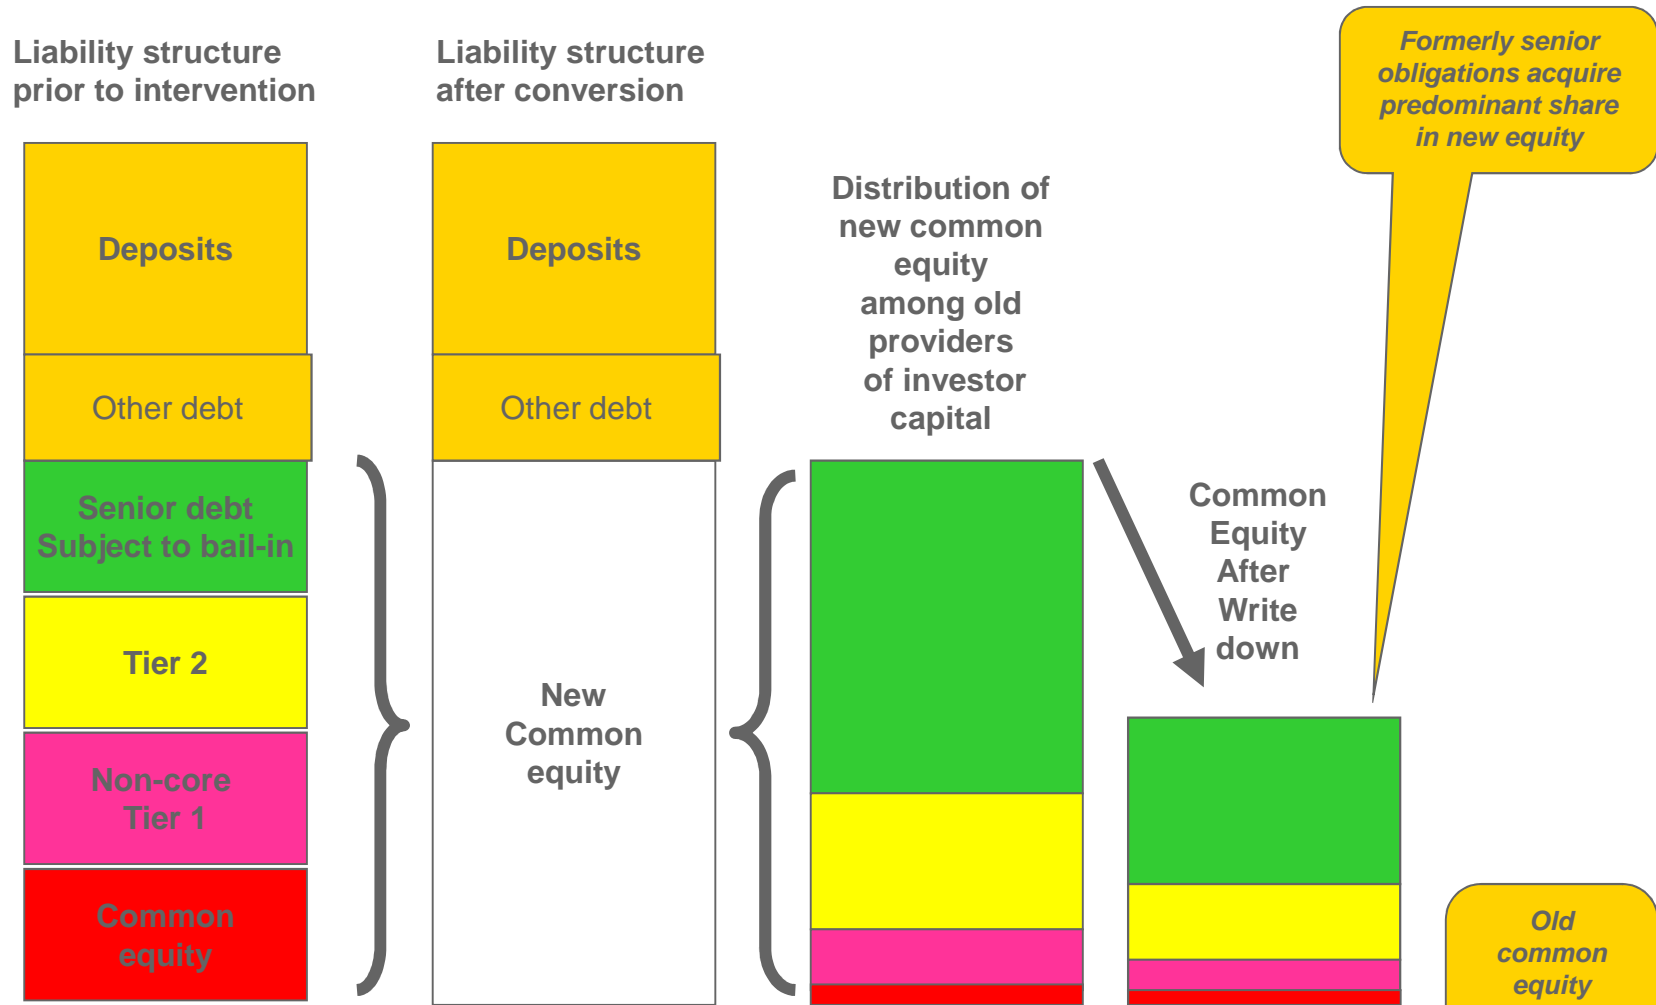 Liability structure
prior to intervention
Liability structure
after conversion
Formerly senior
obligations acquire
predominant share
in new equity
Deposits
Other debt
Senior debt
Subject to bail-in
Tier 2
Non-core
Tier 1
Common
equity
Deposits
Other debt
New
Common
equity
Distribution of
new common
equity
among old
providers
of investor
capital
Common
Equity
After
Write
down
Old
common
equity